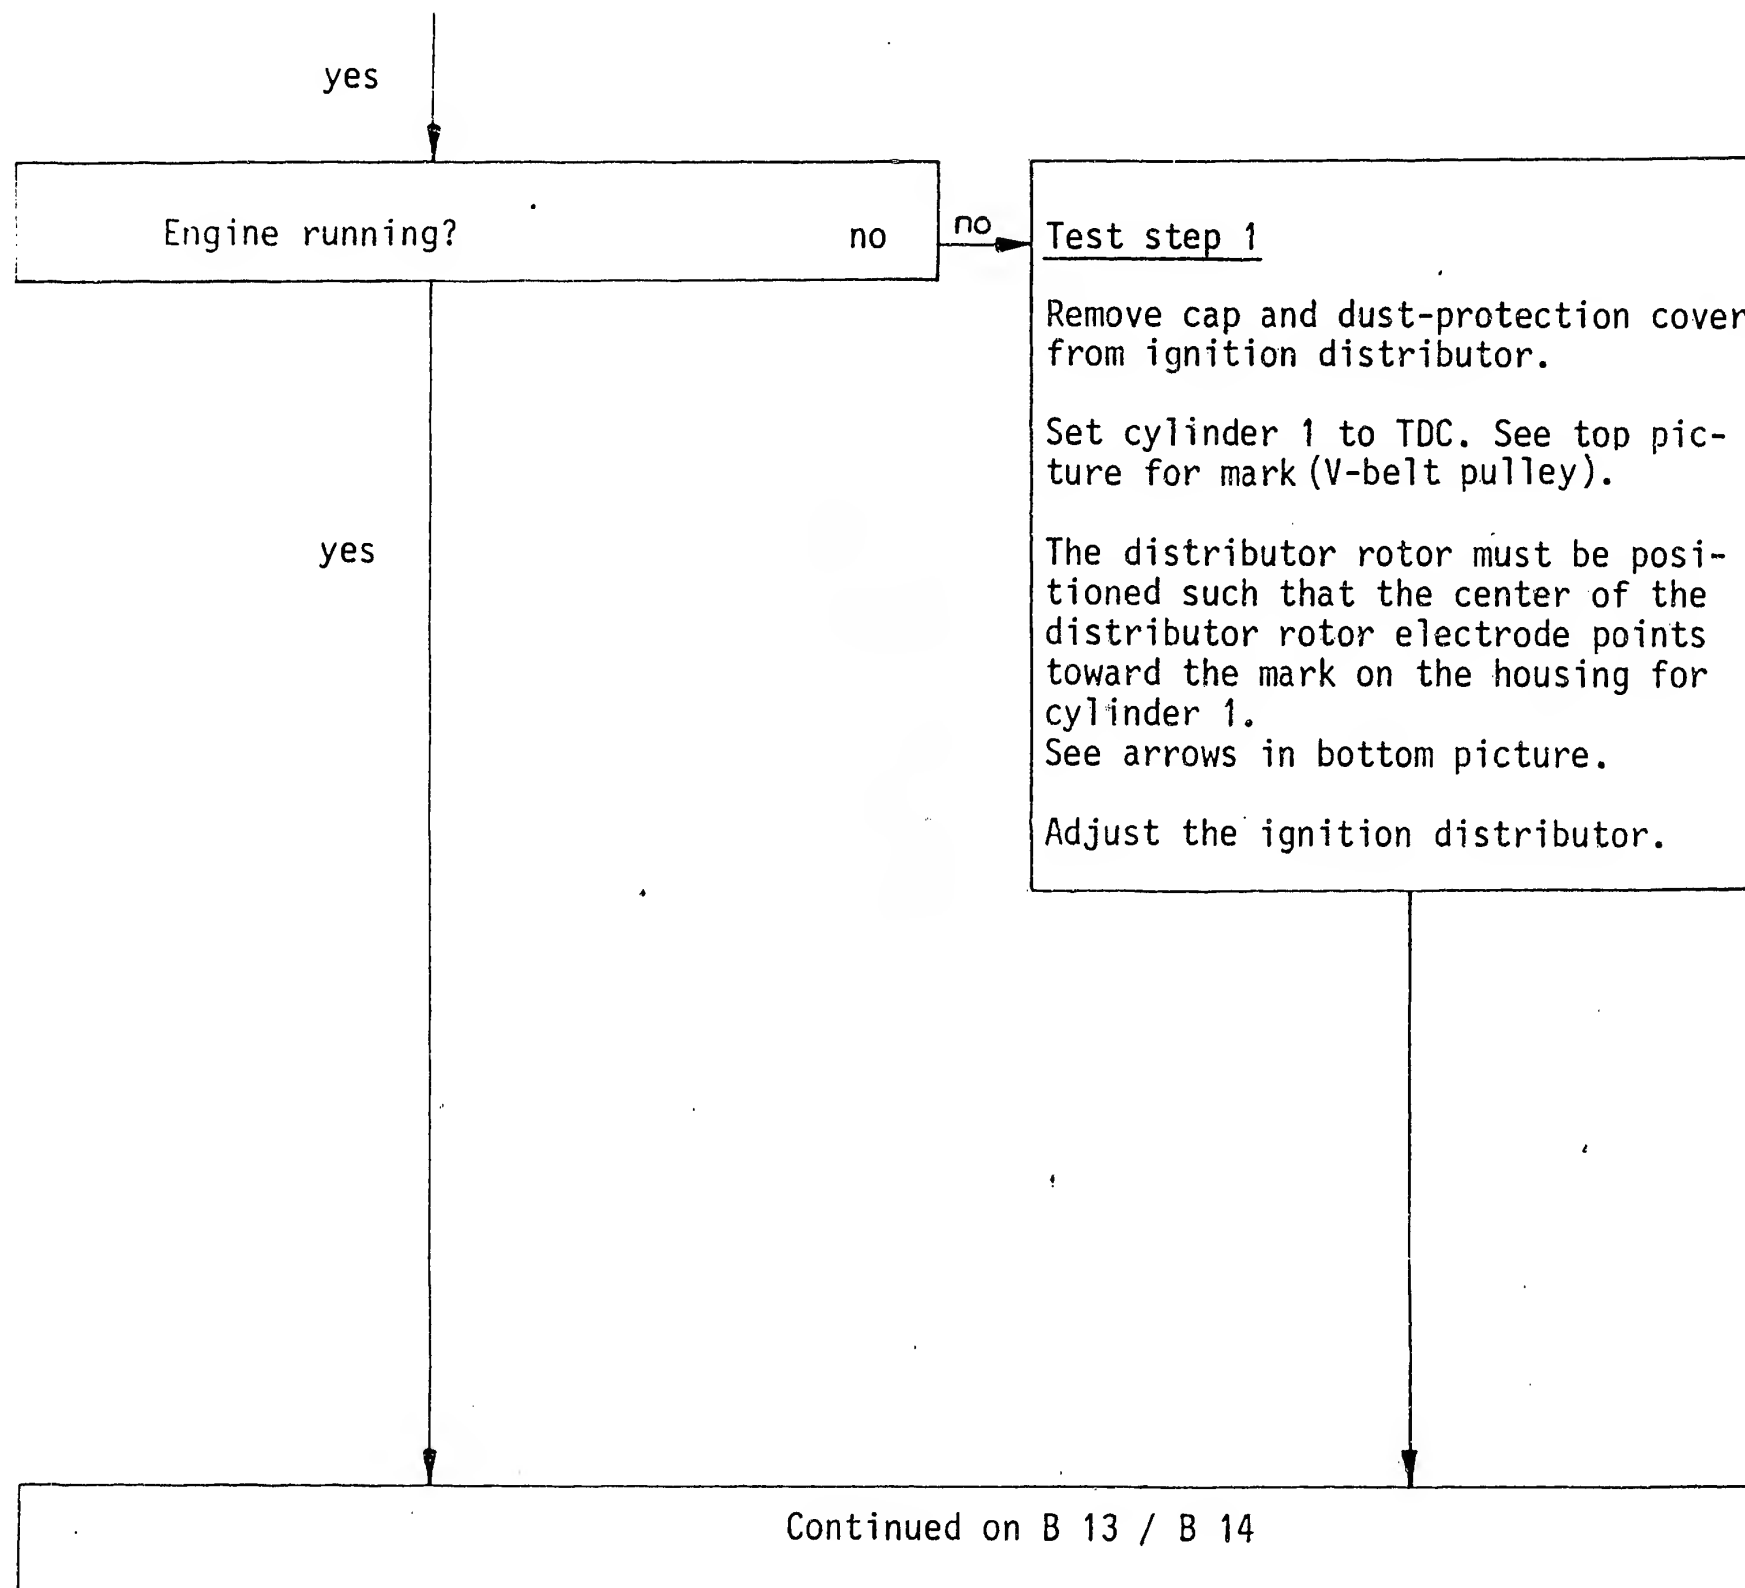 yes
Engine running?
no
no
Test step 1
Remove cap and dust-protection cover
from ignition distributor.
Set cylinder 1 to TDC. See top pic-
ture for mark (V-belt pulley).
The distributor rotor must be posi-
tioned such that the center of the
distributor rotor electrode points
toward the mark on the housing for
cylinder 1.
See arrows in bottom picture.
Adjust the ignition distributor.
yes
Continued on B 13 / B 14